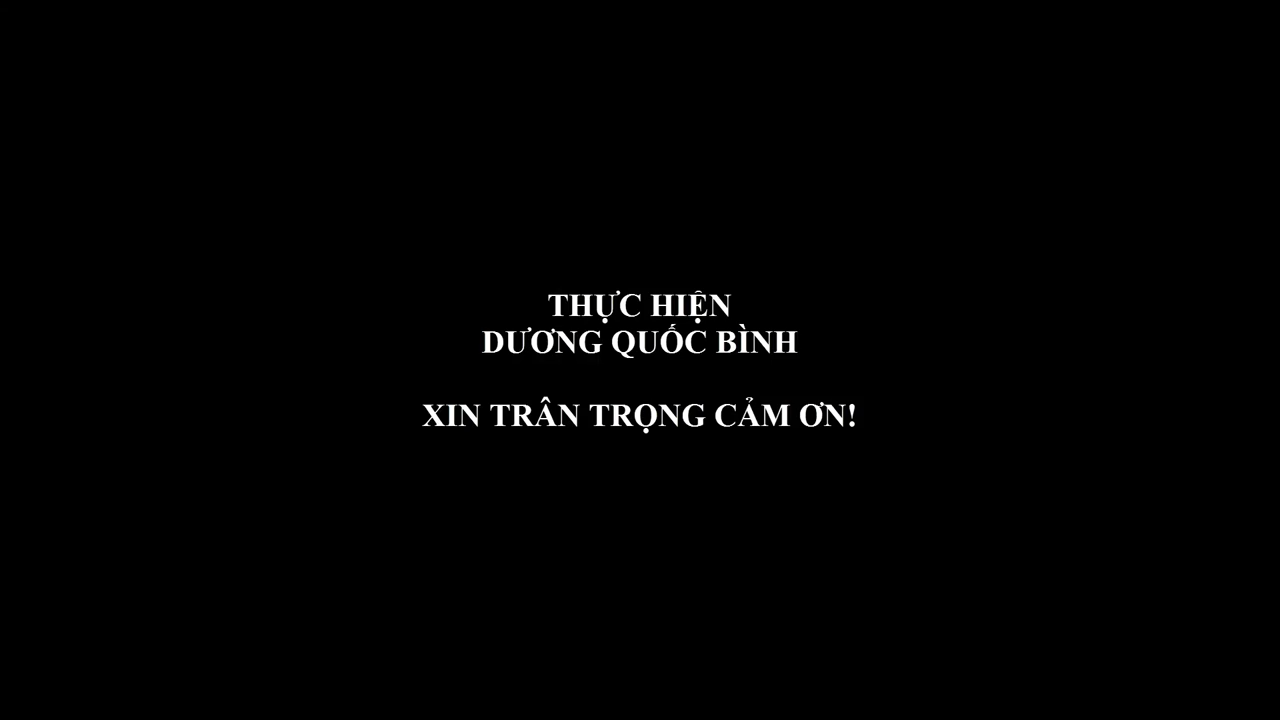 THỰC HIỆN
DƯƠNG QUỐC BÌNH
XIN TRÂN TRỌNG CẢM ƠN!